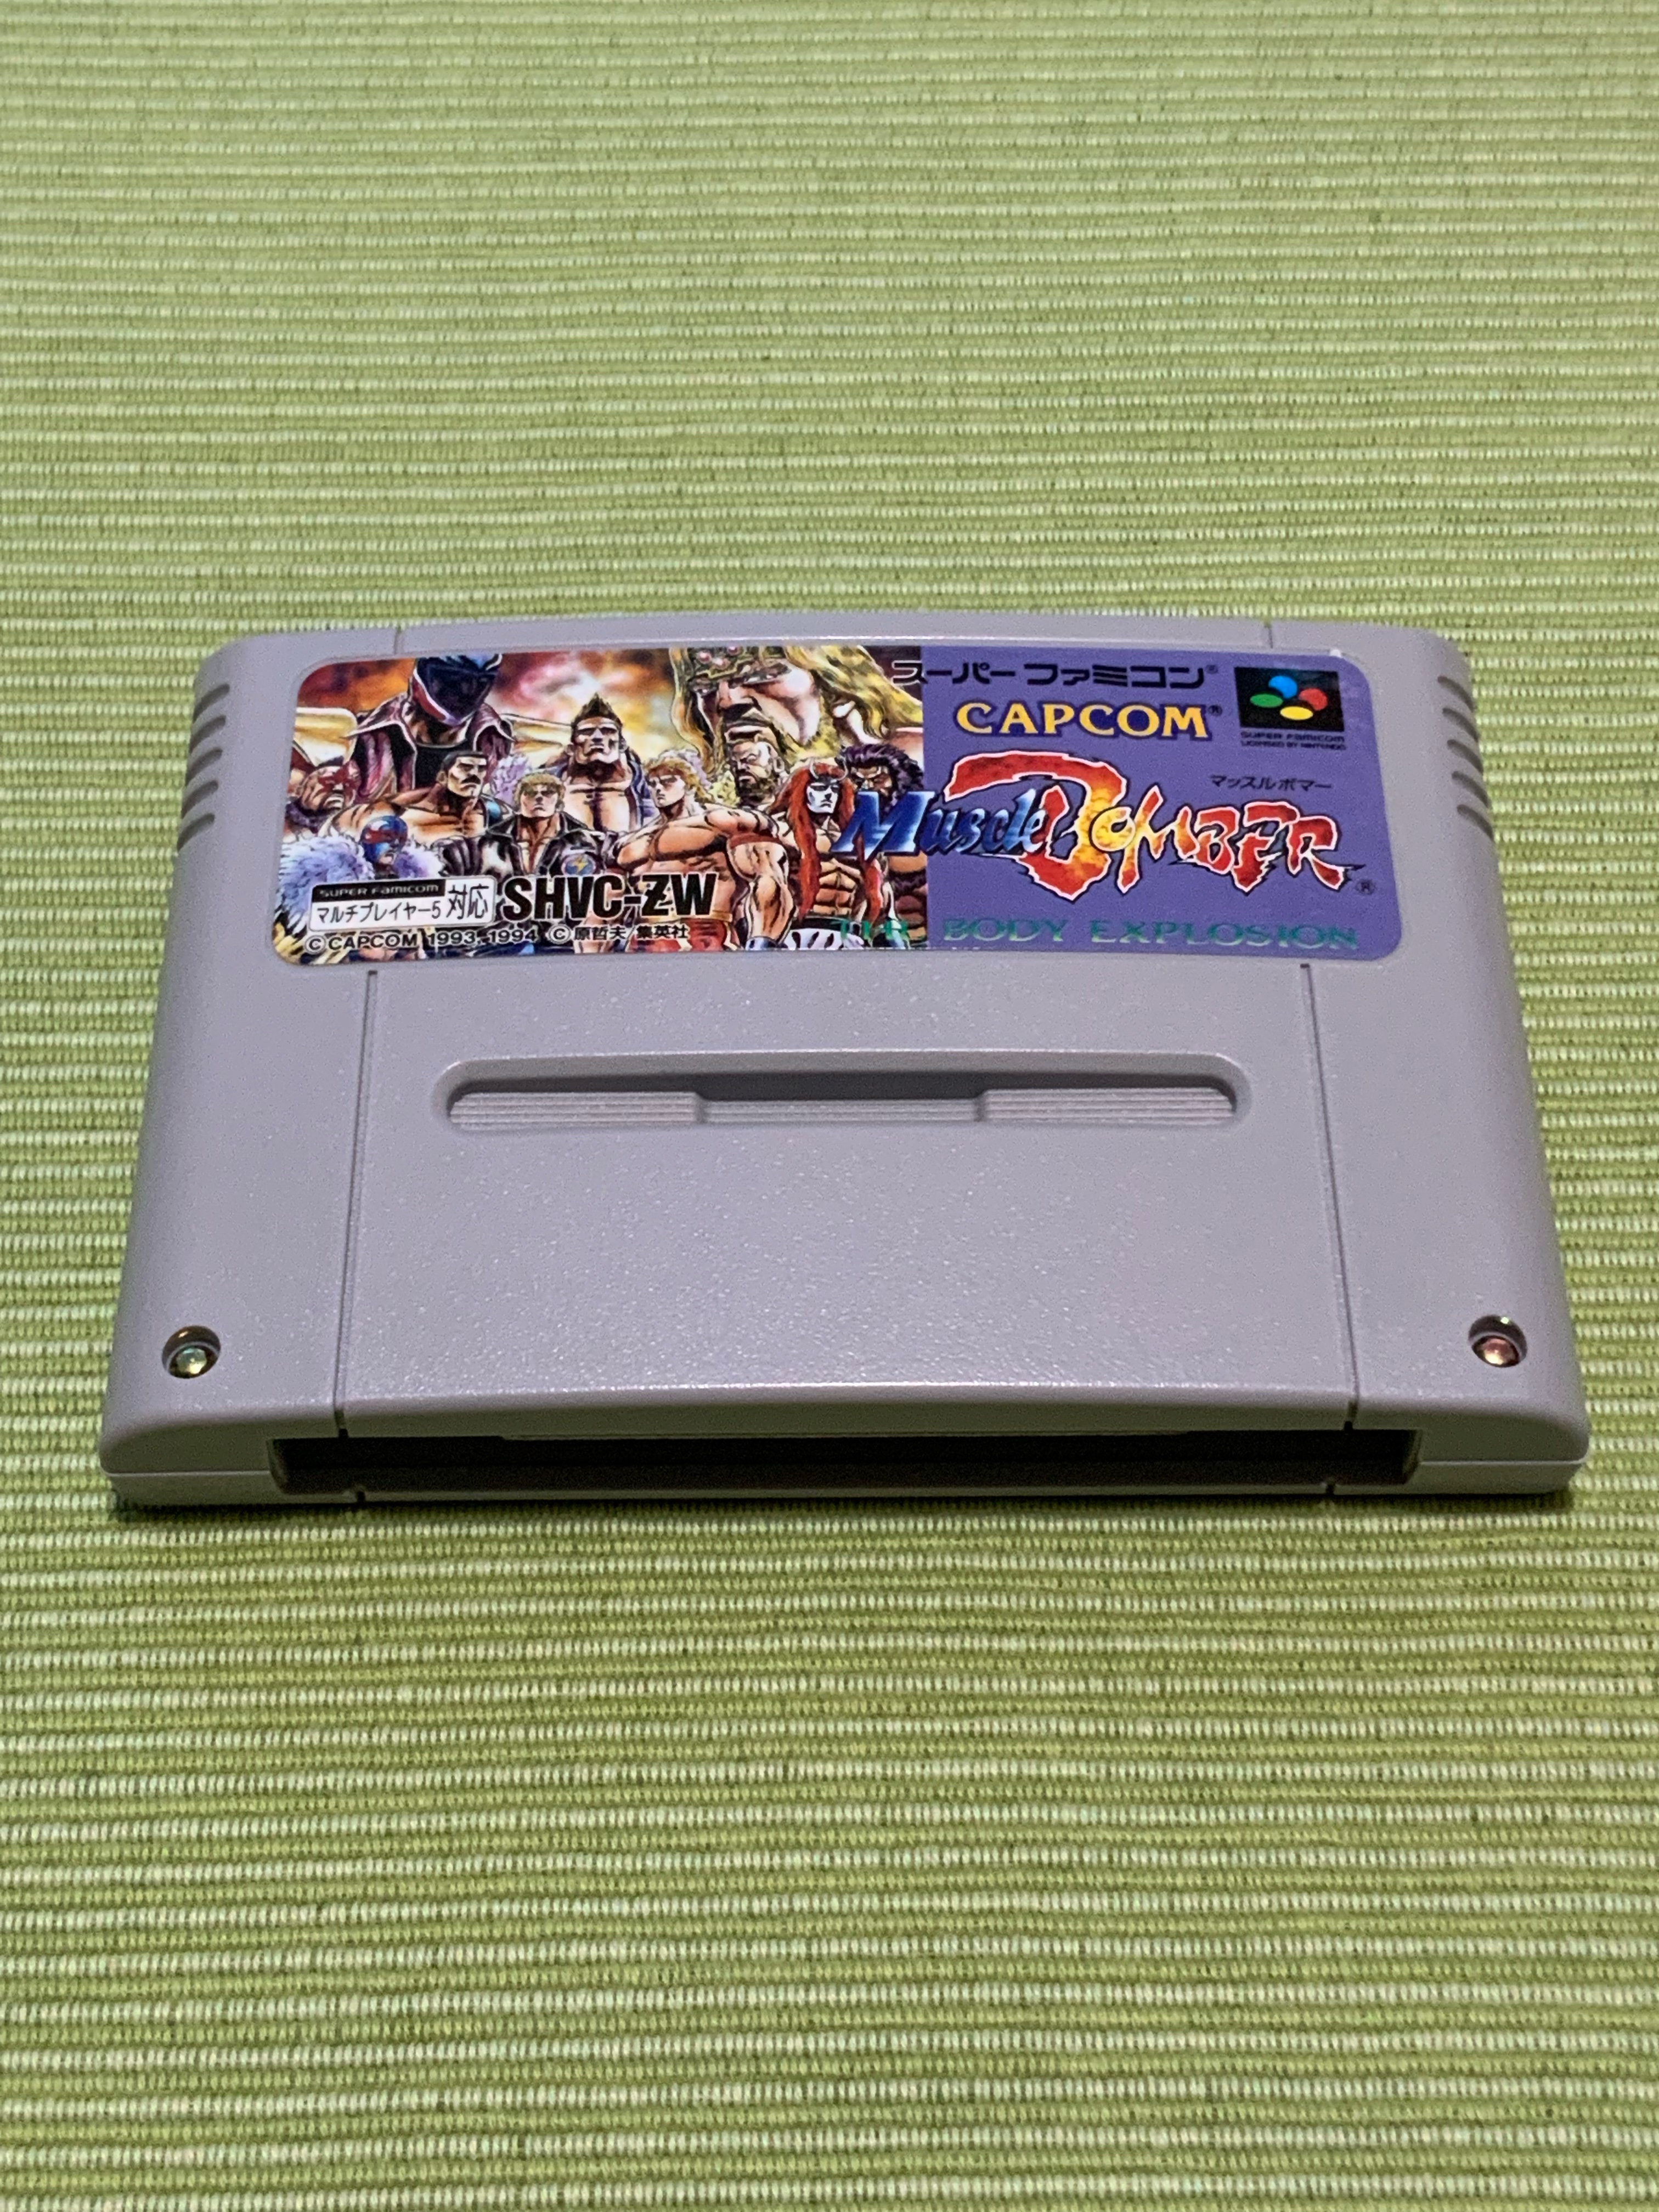 スーパーファミコン®
CAPCOM®
SUPER FAMICOM
LICENSED BY NINTENDO
マッスルボマー
Muscle BOMBER®
THE BODY EXPLOSION
SUPER FAMICOM
マルチプレイヤー5 対応
SHVC-ZW
© CAPCOM 1993, 1994 © 原哲夫 集英社